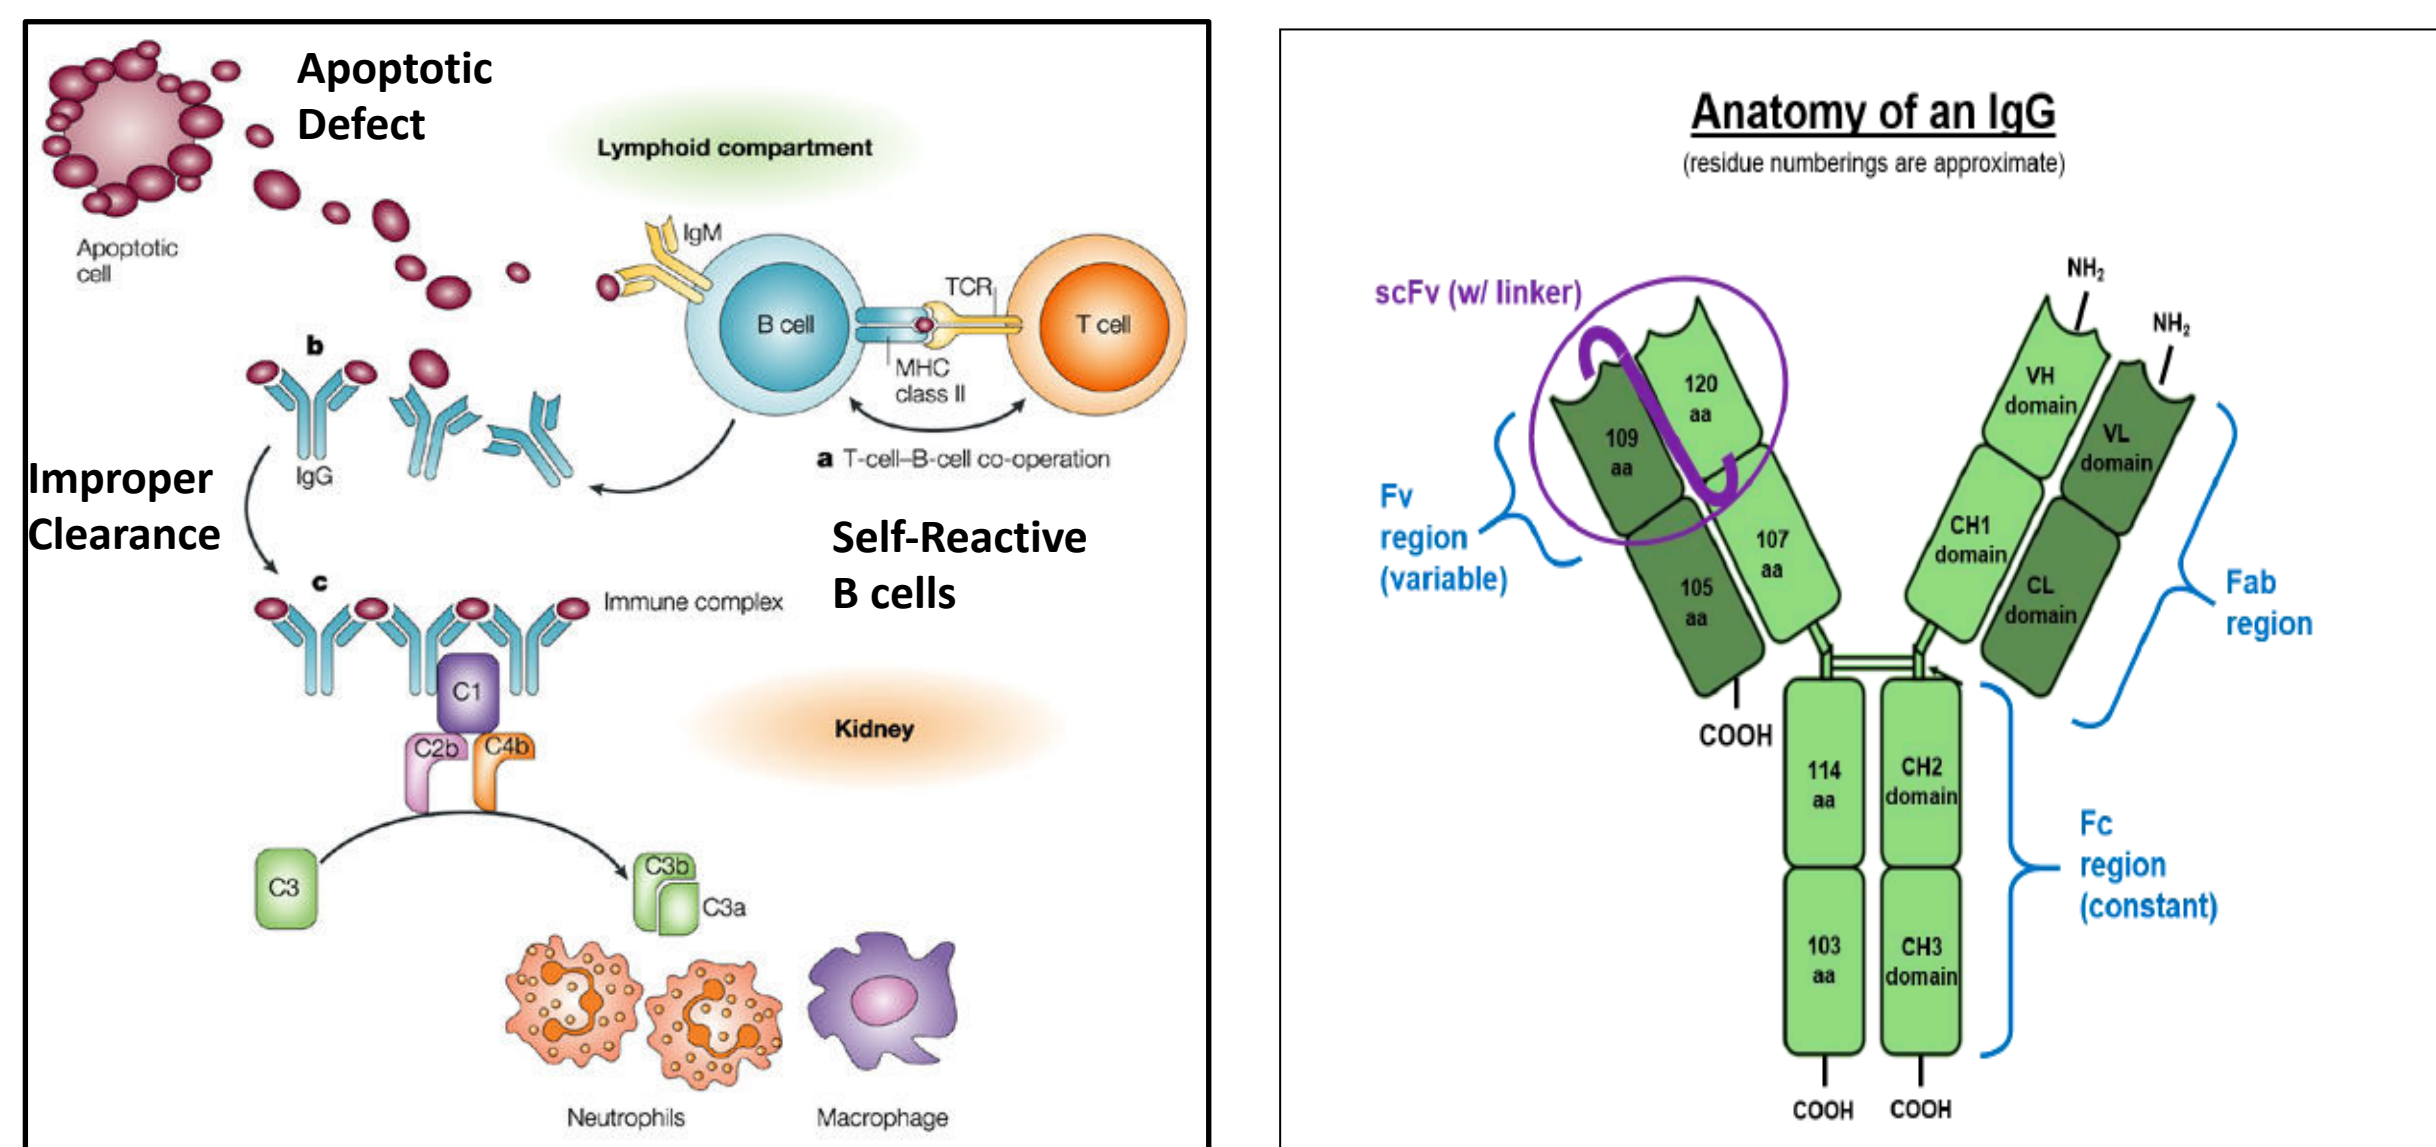 Apoptotic
Defect
Lymphoid compartment
Apoptotic
cell
IgM
TCR
B cell
T cell
MHC
class II
a T-cell–B-cell co-operation
b
IgG
Improper
Clearance
Self-Reactive
B cells
c
Immune complex
C1
C2b
C4b
Kidney
C3
C3b
C3a
Neutrophils
Macrophage
Anatomy of an IgG
(residue numberings are approximate)
scFv (w/ linker)
NH2
NH2
120
aa
109
aa
VH
domain
VL
domain
Fv
region
(variable)
107
aa
105
aa
CH1
domain
CL
domain
Fab
region
COOH
114
aa
CH2
domain
Fc
region
(constant)
103
aa
CH3
domain
COOH
COOH